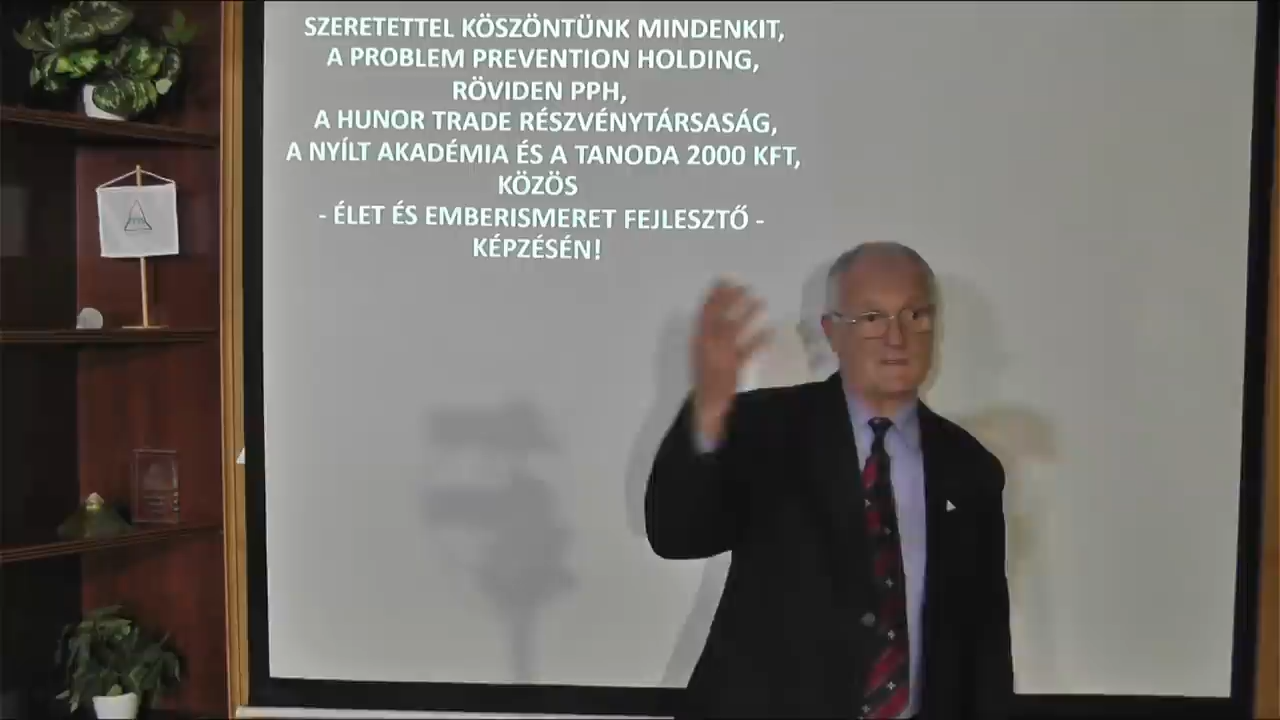 SZERETETTEL KÖSZÖNTÜNK MINDENKIT,
A PROBLEM PREVENTION HOLDING,
RÖVIDEN PPH,
A HUNOR TRADE RÉSZVÉNYTÁRSASÁG,
A NYÍLT AKADÉMIA ÉS A TANODA 2000 KFT,
KÖZÖS
- ÉLET ÉS EMBERISMERET FEJLESZTŐ -
KÉPZÉSÉN!